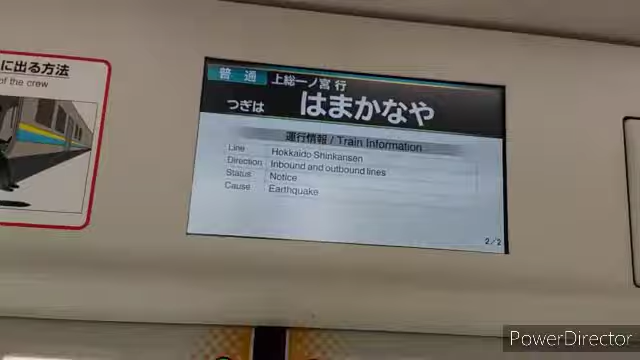 に出る方法
of the crew
普通 上総一ノ宮 行
つぎは はまかなや
運行情報 / Train Information
Line Hokkaido Shinkansen
Direction Inbound and outbound lines
Status Notice
Cause Earthquake
2/2
PowerDirector